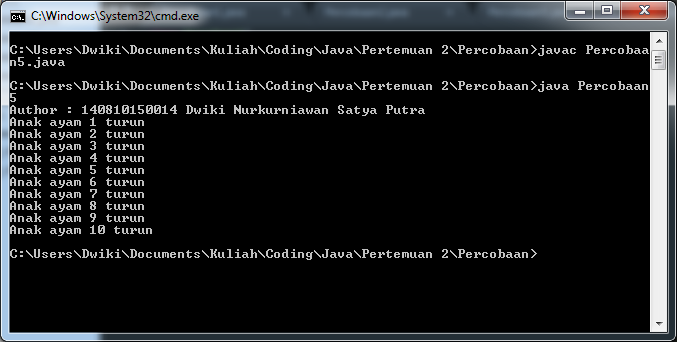 C:\Windows\System32\cmd.exe
C:\Users\Dwiki\Documents\Kuliah\Coding\Java\Pertemuan 2\Percobaan>javac Percobaa
n5.java
C:\Users\Dwiki\Documents\Kuliah\Coding\Java\Pertemuan 2\Percobaan>java Percobaan
5
Author : 140810150014 Dwiki Nurkurniawan Satya Putra
Anak ayam 1 turun
Anak ayam 2 turun
Anak ayam 3 turun
Anak ayam 4 turun
Anak ayam 5 turun
Anak ayam 6 turun
Anak ayam 7 turun
Anak ayam 8 turun
Anak ayam 9 turun
Anak ayam 10 turun
C:\Users\Dwiki\Documents\Kuliah\Coding\Java\Pertemuan 2\Percobaan>